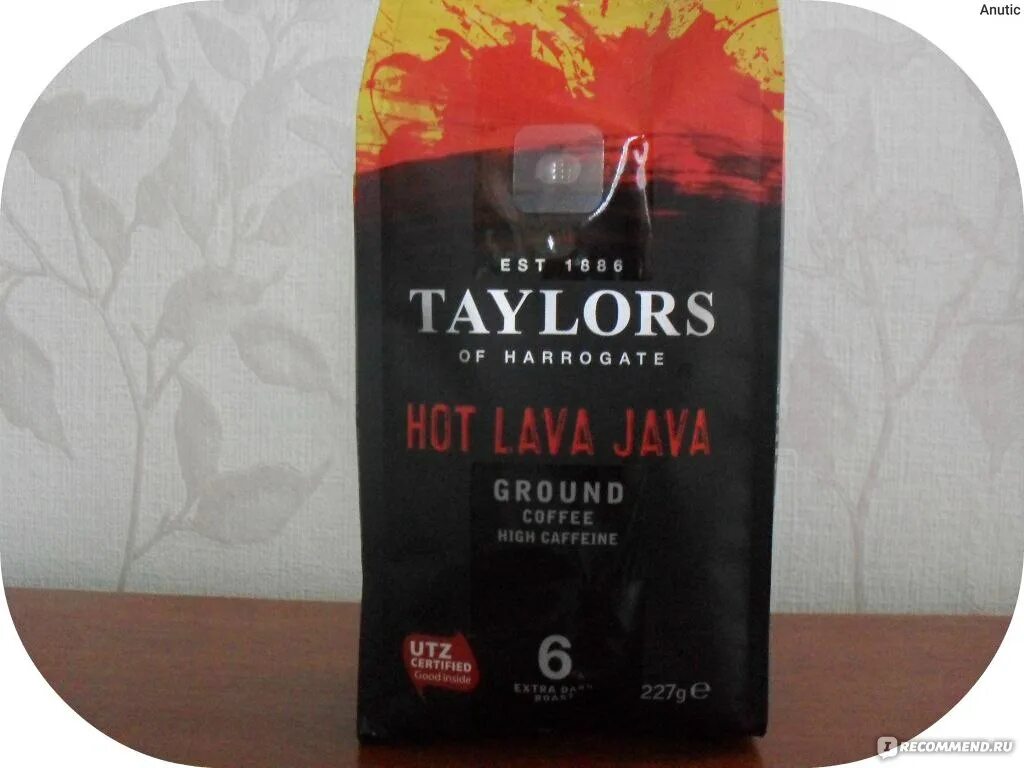 Anutic
EST 1886
TAYLORS
OF HARROGATE
HOT LAVA JAVA
GROUND
COFFEE
HIGH CAFFEINE
UTZ
CERTIFIED
Good inside
6
EXTRA DARK
ROAST
227g ℮
IRECOMMEND.RU